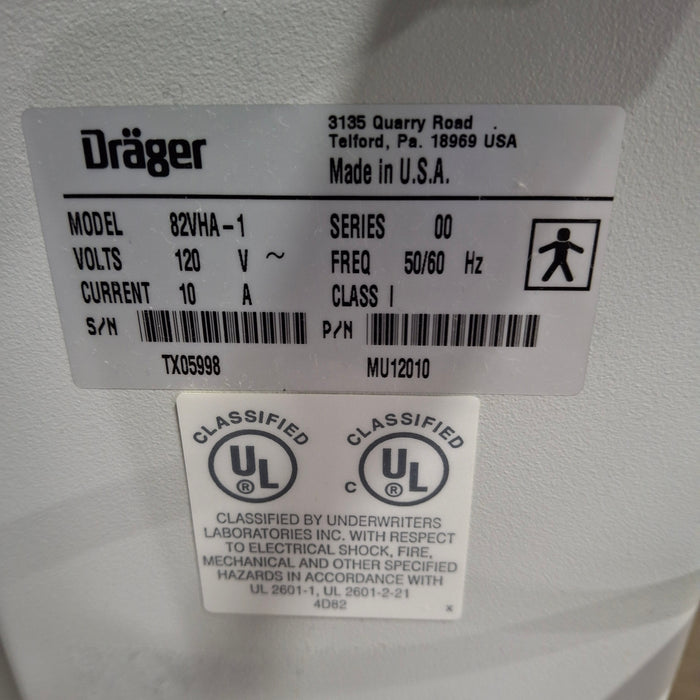 Dräger
3135 Quarry Road .
Telford, Pa. 18969 USA
Made in U.S.A.
MODEL 82VHA-1 SERIES 00
VOLTS 120 V ~ FREQ 50/60 Hz
CURRENT 10 A CLASS I
S/N P/N
TX05998 MU12010
CLASSIFIED CLASSIFIED
UL ® C UL ®
CLASSIFIED BY UNDERWRITERS
LABORATORIES INC. WITH RESPECT
TO ELECTRICAL SHOCK, FIRE,
MECHANICAL AND OTHER SPECIFIED
HAZARDS IN ACCORDANCE WITH
UL 2601-1, UL 2601-2-21
4D82